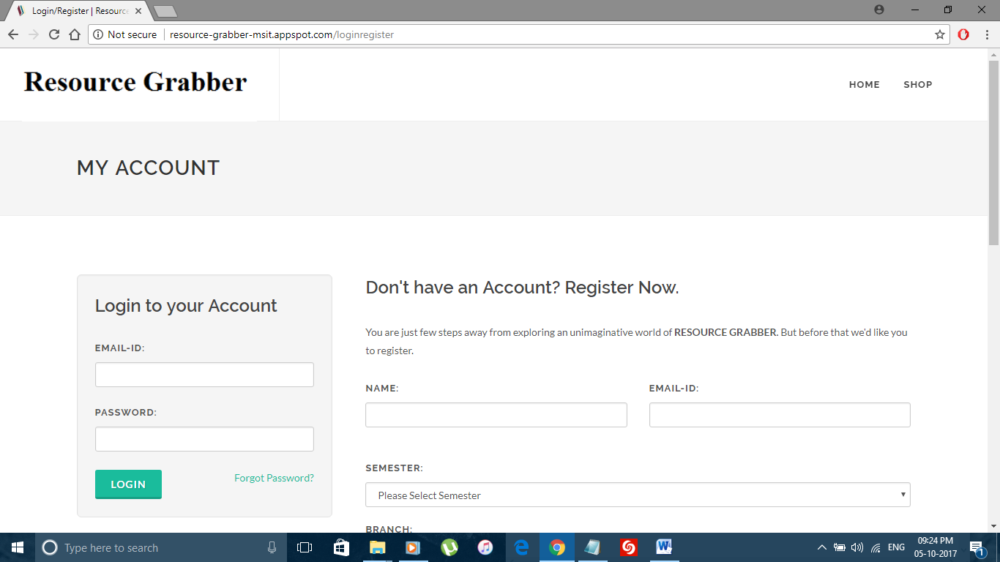 Login/Register | Resource
Not secure
resource-grabber-msit.appspot.com/loginregister
Resource Grabber
HOME
SHOP
MY ACCOUNT
Login to your Account
EMAIL-ID:
PASSWORD:
LOGIN
Forgot Password?
Don't have an Account? Register Now.
You are just few steps away from exploring an unimaginative world of RESOURCE GRABBER. But before that we'd like you
to register.
NAME:
EMAIL-ID:
SEMESTER:
Please Select Semester
BRANCH:
Type here to search
ENG
09:24 PM
05-10-2017
1